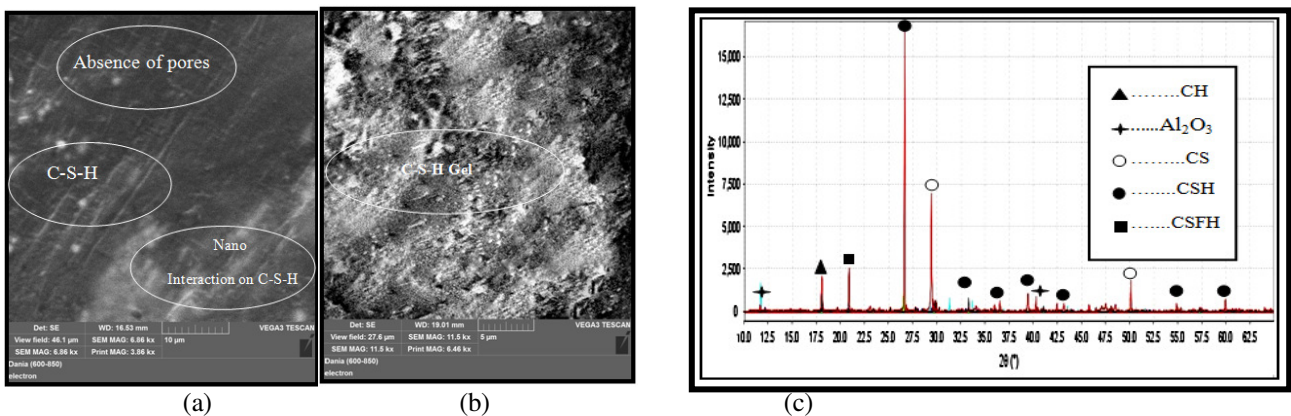 Absence of pores
C-S-H
Nano
Interaction on C-S-H
Det: SE WD: 16.53 mm VEGA3 TESCAN
View field: 46.1 µm SEM MAG: 6.86 kx 10 µm
SEM MAG: 6.86 kx Print MAG: 3.86 kx
Dania (600-850)
electron
(a)
C-S-H Gel
Det: SE WD: 19.01 mm VEGA3 TESCAN
View field: 27.6 µm SEM MAG: 11.5 kx 5 µm
SEM MAG: 11.5 kx Print MAG: 6.46 kx
Dania (600-850)
electron
(b)
Intensity
15,000
12,500
10,000
7,500
5,000
2,500
0
10.0 12.5 15.0 17.5 20.0 22.5 25.0 27.5 30.0 32.5 35.0 37.5 40.0 42.5 45.0 47.5 50.0 52.5 55.0 57.5 60.0 62.5
2θ (°)
CH
Al₂O₃
CS
CSH
CSFH
(c)